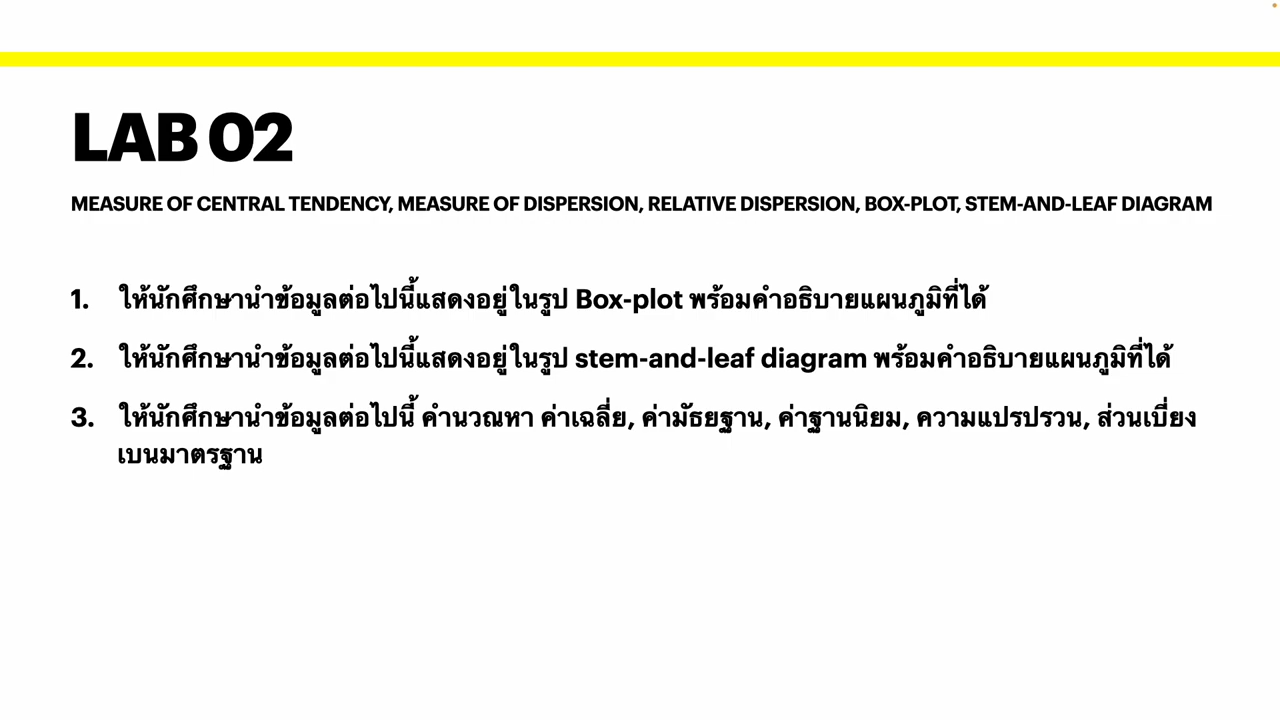 LAB 02
MEASURE OF CENTRAL TENDENCY, MEASURE OF DISPERSION, RELATIVE DISPERSION, BOX-PLOT, STEM-AND-LEAF DIAGRAM
1. ให้นักศึกษานำข้อมูลต่อไปนี้แสดงอยู่ในรูป Box-plot พร้อมคำอธิบายแผนภูมิที่ได้
2. ให้นักศึกษานำข้อมูลต่อไปนี้แสดงอยู่ในรูป stem-and-leaf diagram พร้อมคำอธิบายแผนภูมิที่ได้
3. ให้นักศึกษานำข้อมูลต่อไปนี้ คำนวณหา ค่าเฉลี่ย, ค่ามัธยฐาน, ค่าฐานนิยม, ความแปรปรวน, ส่วนเบี่ยง
เบนมาตรฐาน